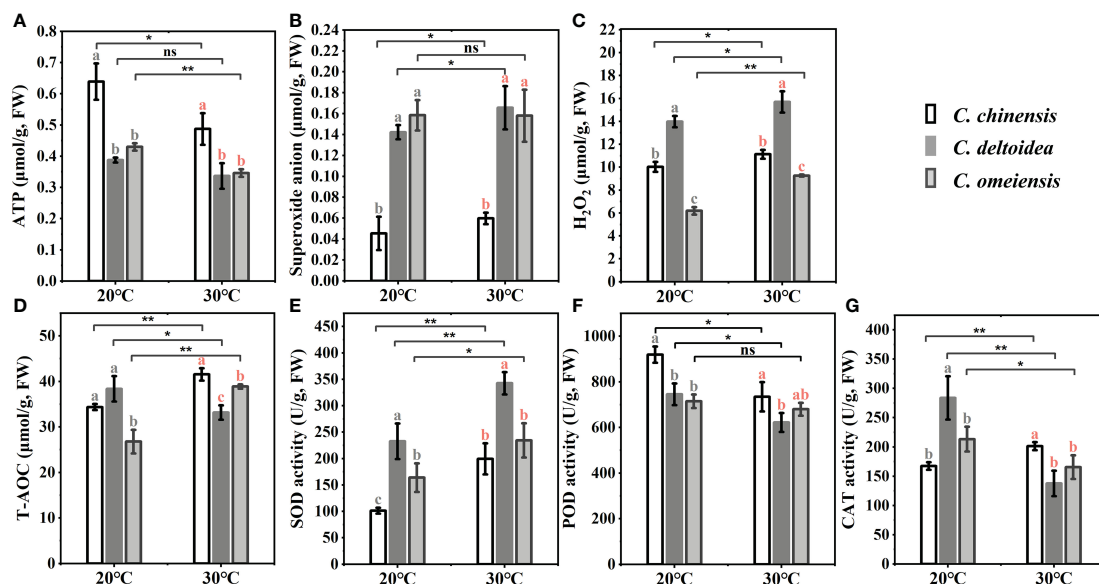 A
ATP (μmol/g, FW)
0.8
0.7
0.6
0.5
0.4
0.3
0.2
0.1
0.0
*
ns
**
a
b
b
a
b
b
20°C
30°C
B
Superoxide anion (μmol/g, FW)
0.24
0.22
0.20
0.18
0.16
0.14
0.12
0.10
0.08
0.06
0.04
0.02
0.00
*
ns
*
b
a
a
b
a
a
20°C
30°C
C
H₂O₂ (μmol/g, FW)
22
20
18
16
14
12
10
8
6
4
2
0
*
*
**
b
a
c
b
a
c
20°C
30°C
C. chinensis
C. deltoidea
C. omeiensis
D
T-AOC (μmol/g, FW)
60
50
40
30
20
10
0
**
*
**
a
a
b
a
c
b
20°C
30°C
E
SOD activity (U/g, FW)
450
400
350
300
250
200
150
100
50
0
**
**
*
c
a
b
b
a
b
20°C
30°C
F
POD activity (U/g, FW)
1000
800
600
400
200
0
*
*
ns
a
b
b
a
b
ab
20°C
30°C
G
CAT activity (U/g, FW)
400
350
300
250
200
150
100
50
0
**
**
*
b
a
b
a
b
b
20°C
30°C